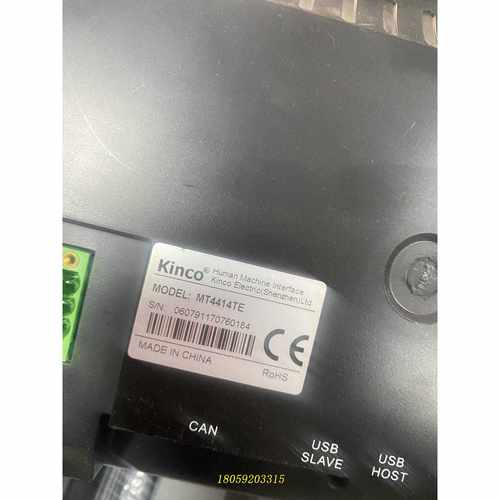 Kinco® Human Machine Interface
Kinco Electric(Shenzhen)Ltd.
MODEL: MT4414TE
S/N: 060791170760184
MADE IN CHINA
CE
RoHS
CAN
USB SLAVE
USB HOST
18059203315